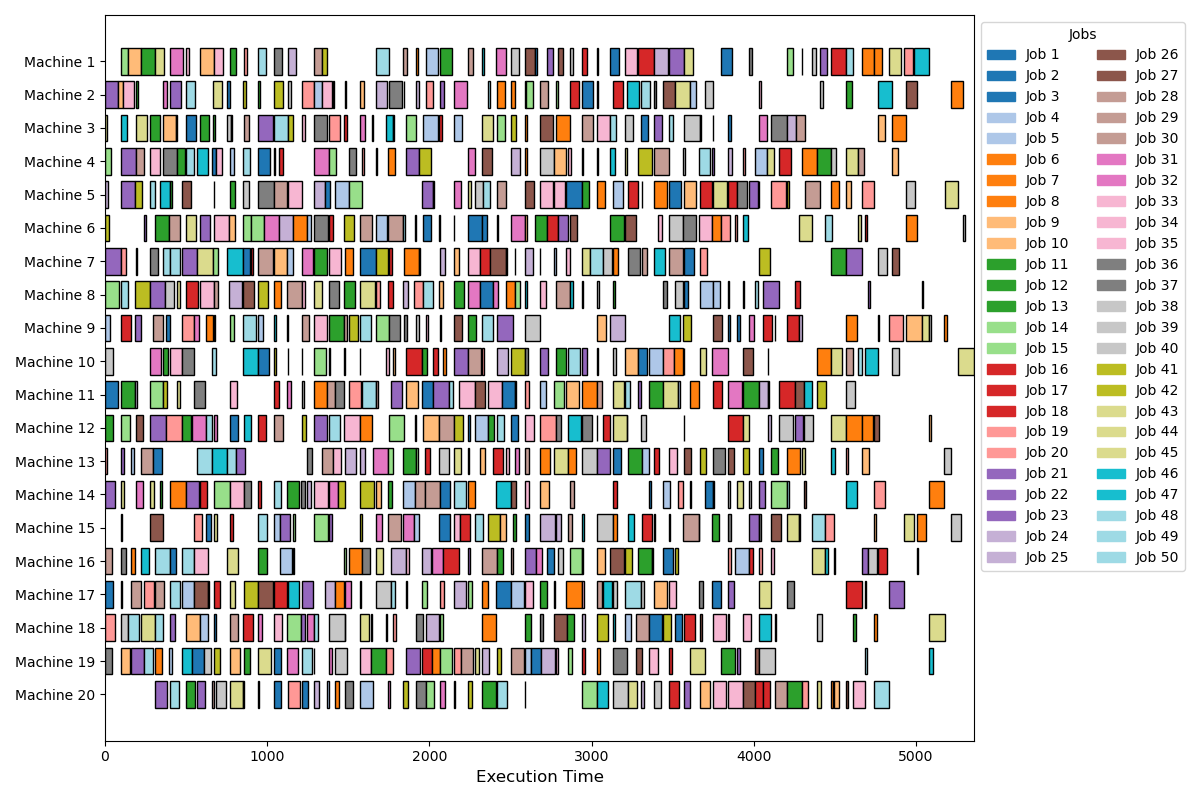 Machine 1
Machine 2
Machine 3
Machine 4
Machine 5
Machine 6
Machine 7
Machine 8
Machine 9
Machine 10
Machine 11
Machine 12
Machine 13
Machine 14
Machine 15
Machine 16
Machine 17
Machine 18
Machine 19
Machine 20
0 1000 2000 3000 4000 5000
Execution Time
Jobs
Job 1 Job 26
Job 2 Job 27
Job 3 Job 28
Job 4 Job 29
Job 5 Job 30
Job 6 Job 31
Job 7 Job 32
Job 8 Job 33
Job 9 Job 34
Job 10 Job 35
Job 11 Job 36
Job 12 Job 37
Job 13 Job 38
Job 14 Job 39
Job 15 Job 40
Job 16 Job 41
Job 17 Job 42
Job 18 Job 43
Job 19 Job 44
Job 20 Job 45
Job 21 Job 46
Job 22 Job 47
Job 23 Job 48
Job 24 Job 49
Job 25 Job 50